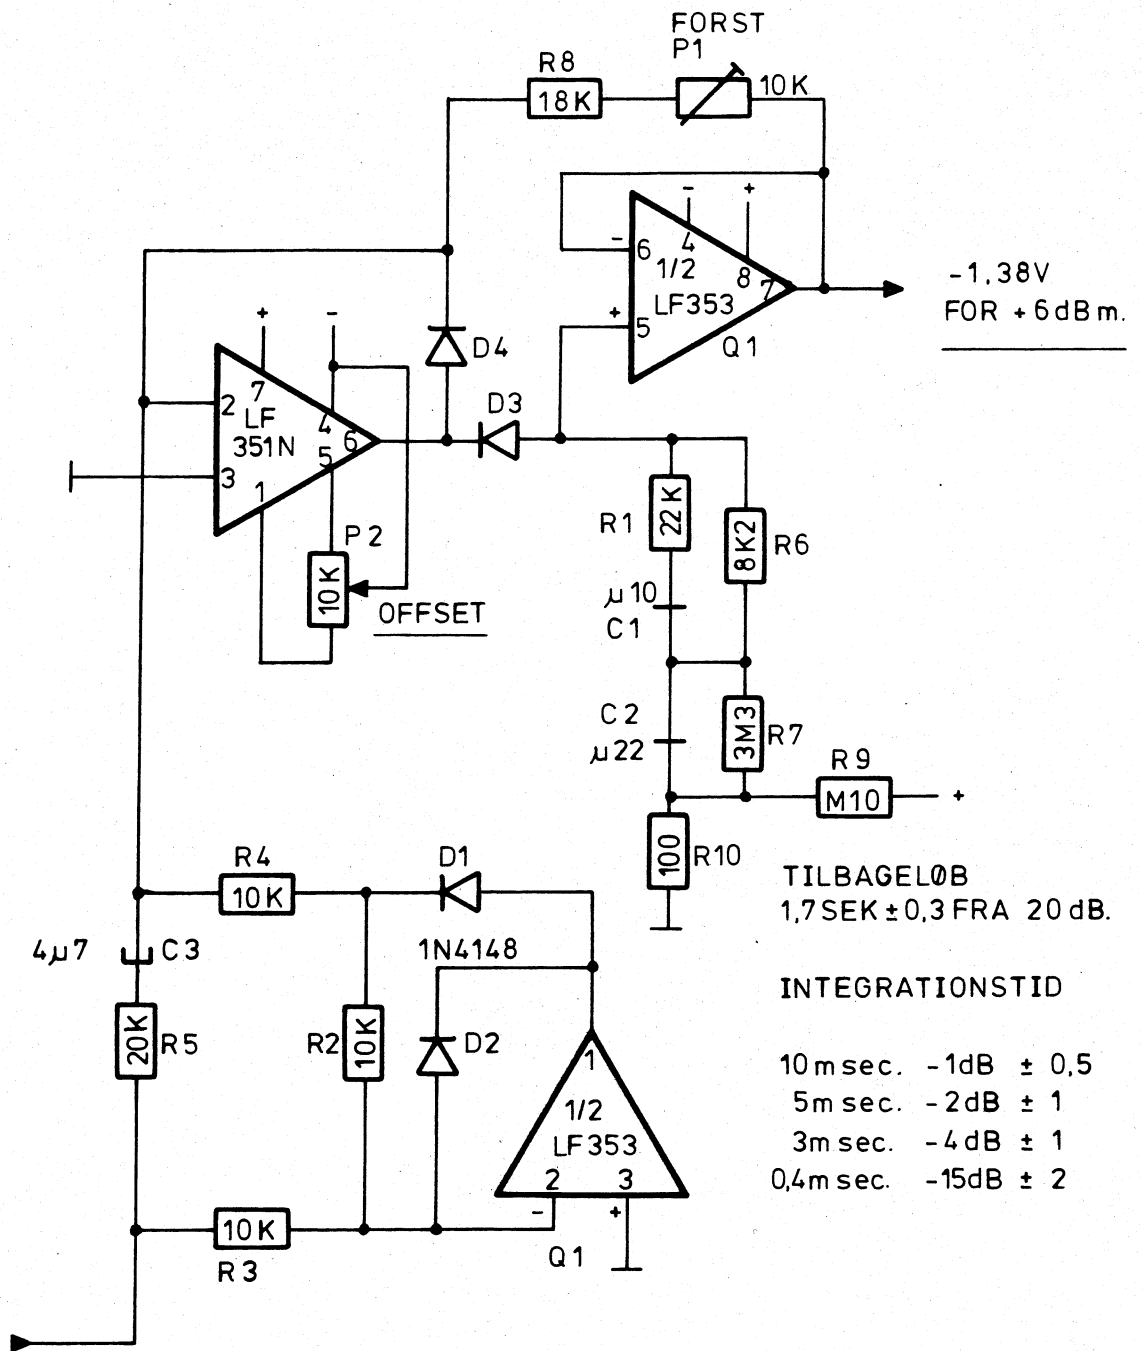 FORST
P1
R8
18K
10K
- +
- 6 4
1/2 8 7
LF353
+ 5
Q1
-1,38V
FOR +6dBm.
+ -
D4
D3
7
2 LF 4
351N 6
5
3 1
P2
10K
OFFSET
R1
22K
8K2
R6
µ10
C1
C2
µ22
3M3
R7
R9
M10 +
100
R10
TILBAGELØB
1,7SEK±0,3FRA 20dB.
R4
10K
D1
4µ7 C3
1N4148
INTEGRATIONSTID
20K
R5
R2
10K
D2
1
1/2
LF353
2 3
- +
10msec. -1dB ± 0,5
5msec. -2dB ± 1
3msec. -4dB ± 1
0,4msec. -15dB ± 2
10K
R3
Q1